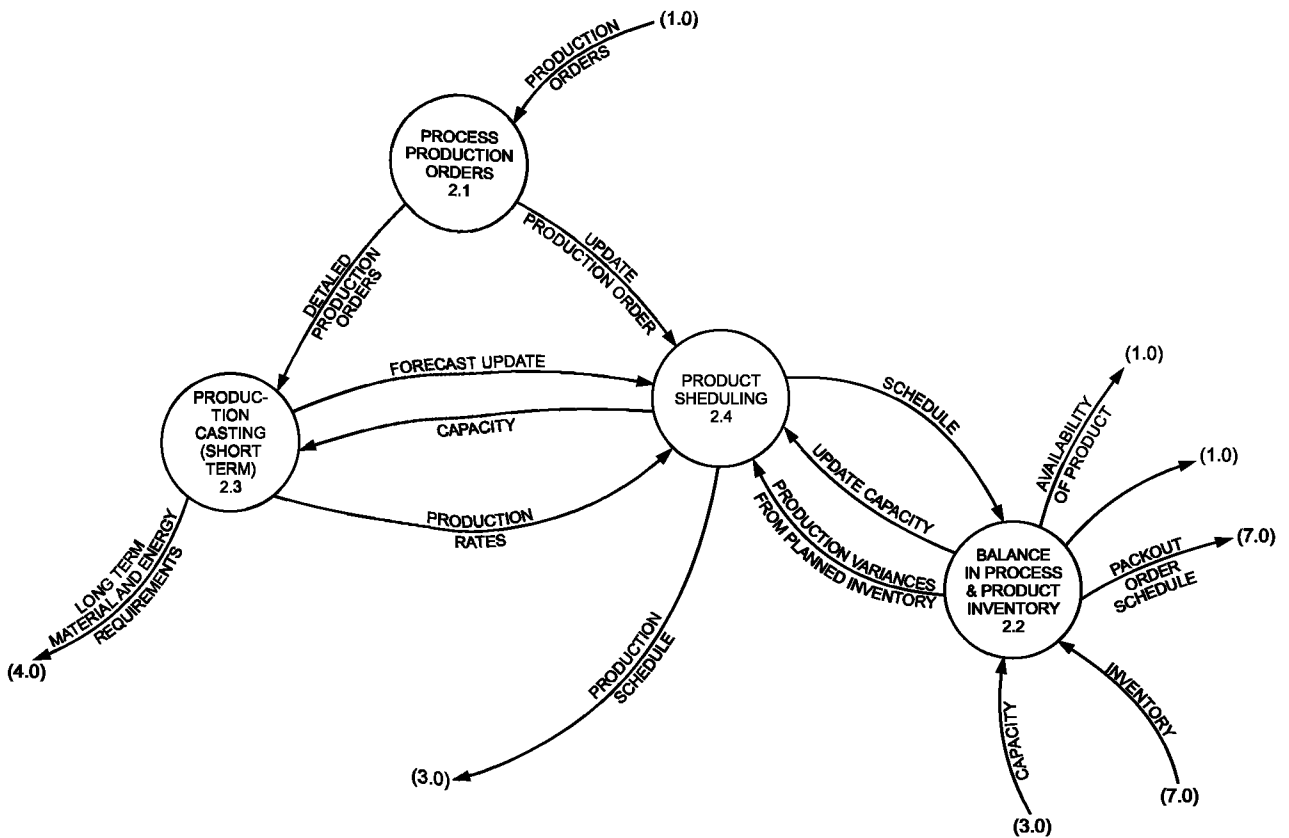 (1.0)
PRODUCTION
ORDERS
PROCESS
PRODUCTION
ORDERS
2.1
DETALED
PRODUCTION
ORDERS
UPDATE
PRODUCTION ORDER
FORECAST UPDATE
CAPACITY
PRODUCTION
RATES
PRODUC-
TION
CASTING
(SHORT
TERM)
2.3
PRODUCT
SHEDULING
2.4
SCHEDULE
UPDATE CAPACITY
PRODUCTION VARIANCES
FROM PLANNED INVENTORY
AVAILABILITY
OF PRODUCT
(1.0)
(1.0)
PACKOUT
ORDER
SCHEDULE
(7.0)
BALANCE
IN PROCESS
& PRODUCT
INVENTORY
2.2
LONG TERM
MATERIAL AND ENERGY
REQUIREMENTS
(4.0)
PRODUCTION
SCHEDULE
(3.0)
CAPACITY
(3.0)
INVENTORY
(7.0)